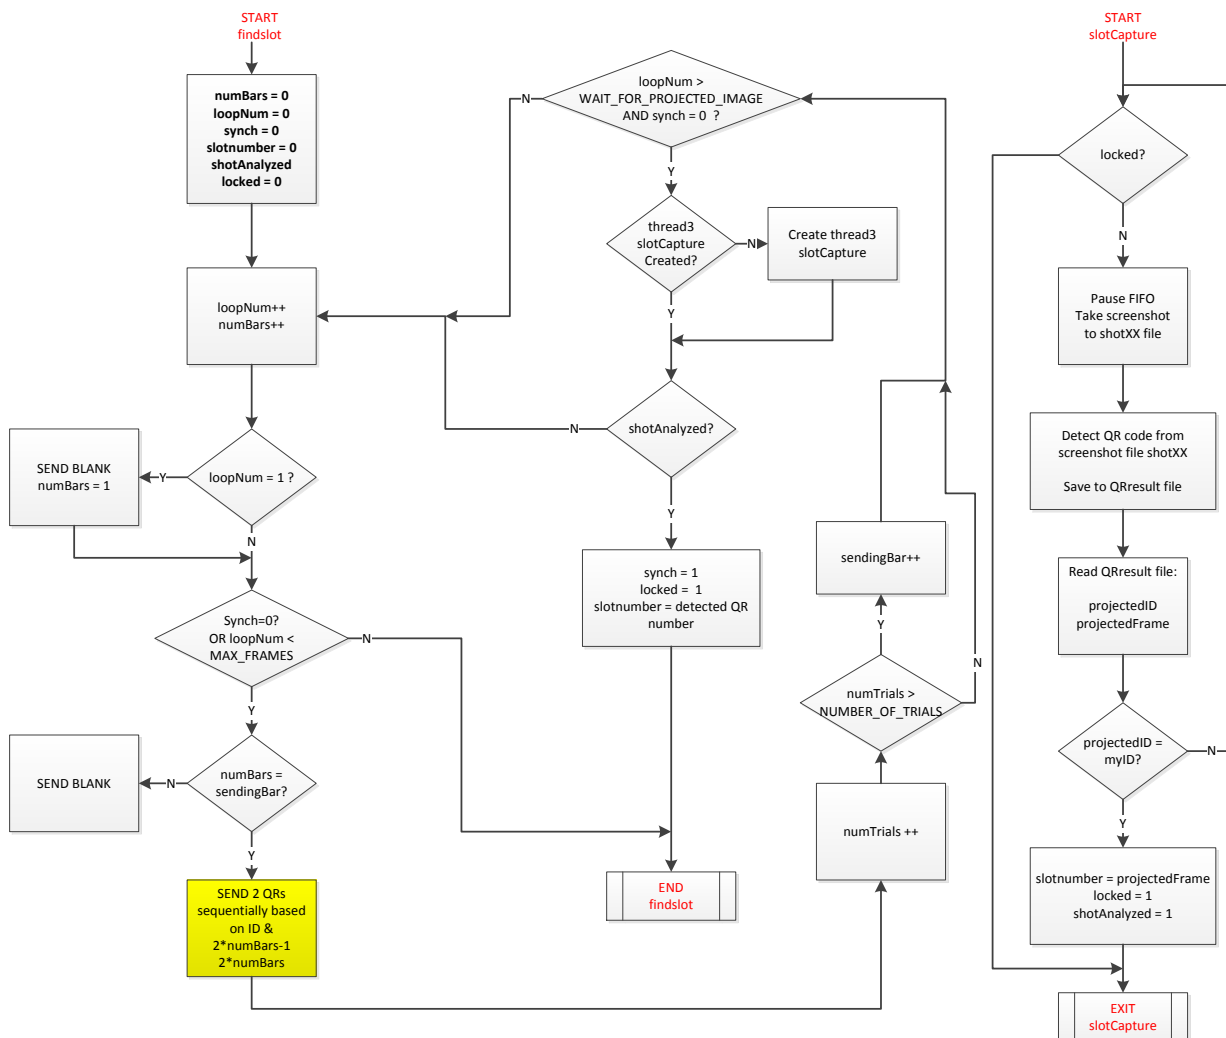 START
findslot
numBars = 0
loopNum = 0
synch = 0
slotnumber = 0
shotAnalyzed
locked = 0
loopNum++
numBars++
loopNum = 1 ?
Y
SEND BLANK
numBars = 1
N
Synch=0?
OR loopNum <
MAX_FRAMES
N
Y
numBars =
sendingBar?
N
SEND BLANK
Y
SEND 2 QRs
sequentially based
on ID &
2*numBars-1
2*numBars
loopNum >
WAIT_FOR_PROJECTED_IMAGE
AND synch = 0 ?
N
Y
thread3
slotCapture
Created?
N
Create thread3
slotCapture
Y
shotAnalyzed?
N
Y
synch = 1
locked = 1
slotnumber = detected QR
number
END
findslot
sendingBar++
Y
numTrials >
NUMBER_OF_TRIALS
N
numTrials ++
START
slotCapture
locked?
N
Pause FIFO
Take screenshot
to shotXX file
Detect QR code from
screenshot file shotXX
Save to QRresult file
Read QRresult file:
projectedID
projectedFrame
projectedID =
myID?
N
Y
slotnumber = projectedFrame
locked = 1
shotAnalyzed = 1
EXIT
slotCapture